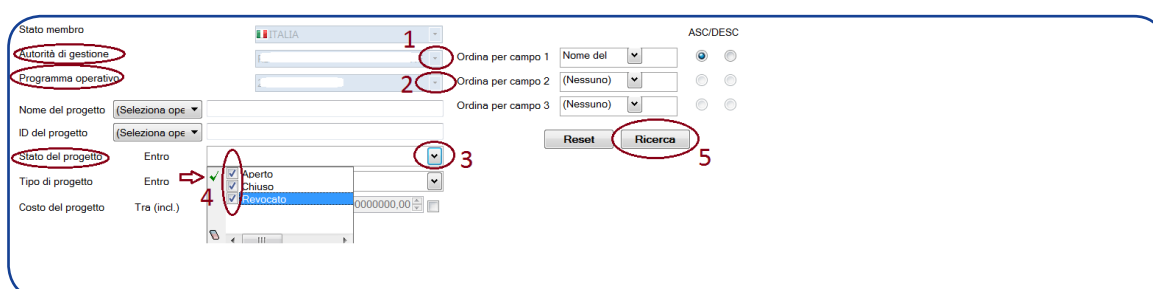 Stato membro ITALIA 1 ASC/DESC
Autorità di gestione Ordina per campo 1 Nome del
Programma operativo 2 Ordina per campo 2 (Nessuno)
Nome del progetto (Seleziona ope Ordina per campo 3 (Nessuno)
ID del progetto (Seleziona ope Reset Ricerca
Stato del progetto Entro 3 5
Aperto
Tipo di progetto Entro 4 Chiuso
Revocato
Costo del progetto Tra (incl.) 0000000,00